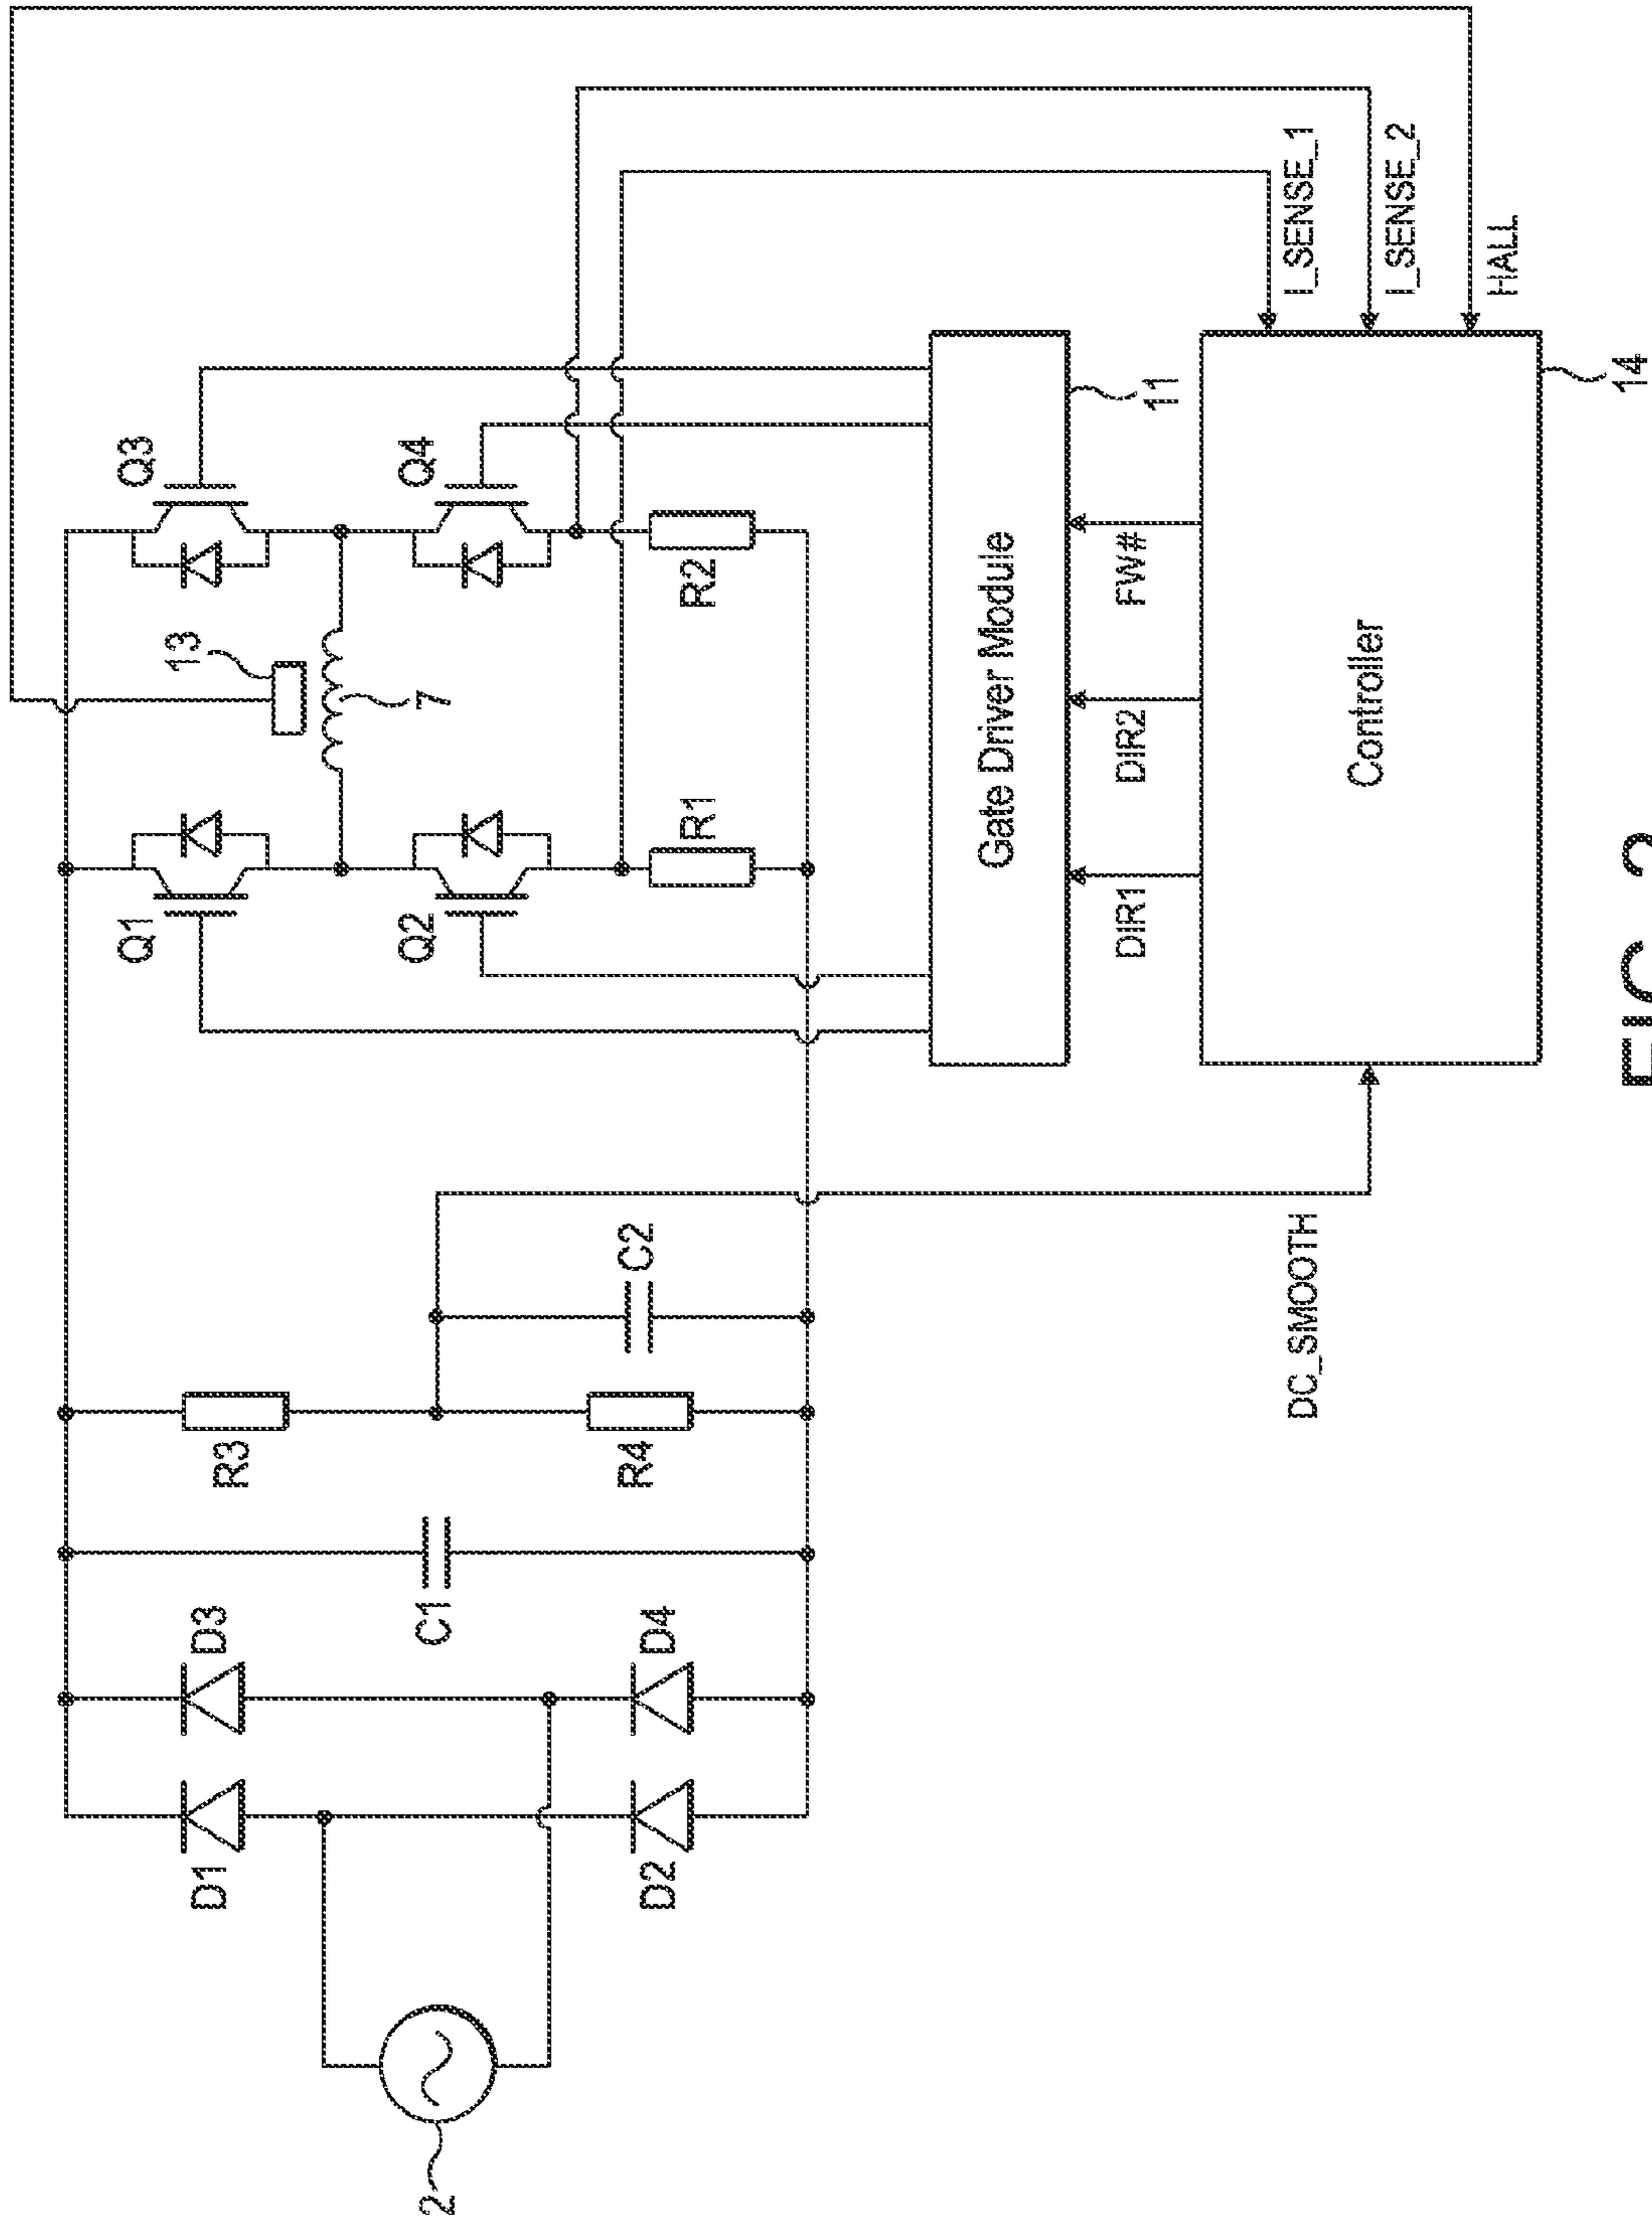 2
D1
D3
D2
D4
C1
R3
R4
C2
DC_SMOOTH
Q1
Q3
13
7
Q2
Q4
R1
R2
Gate Driver Module
11
DIR1
DIR2
FW#
Controller
14
I_SENSE_1
I_SENSE_2
HALL